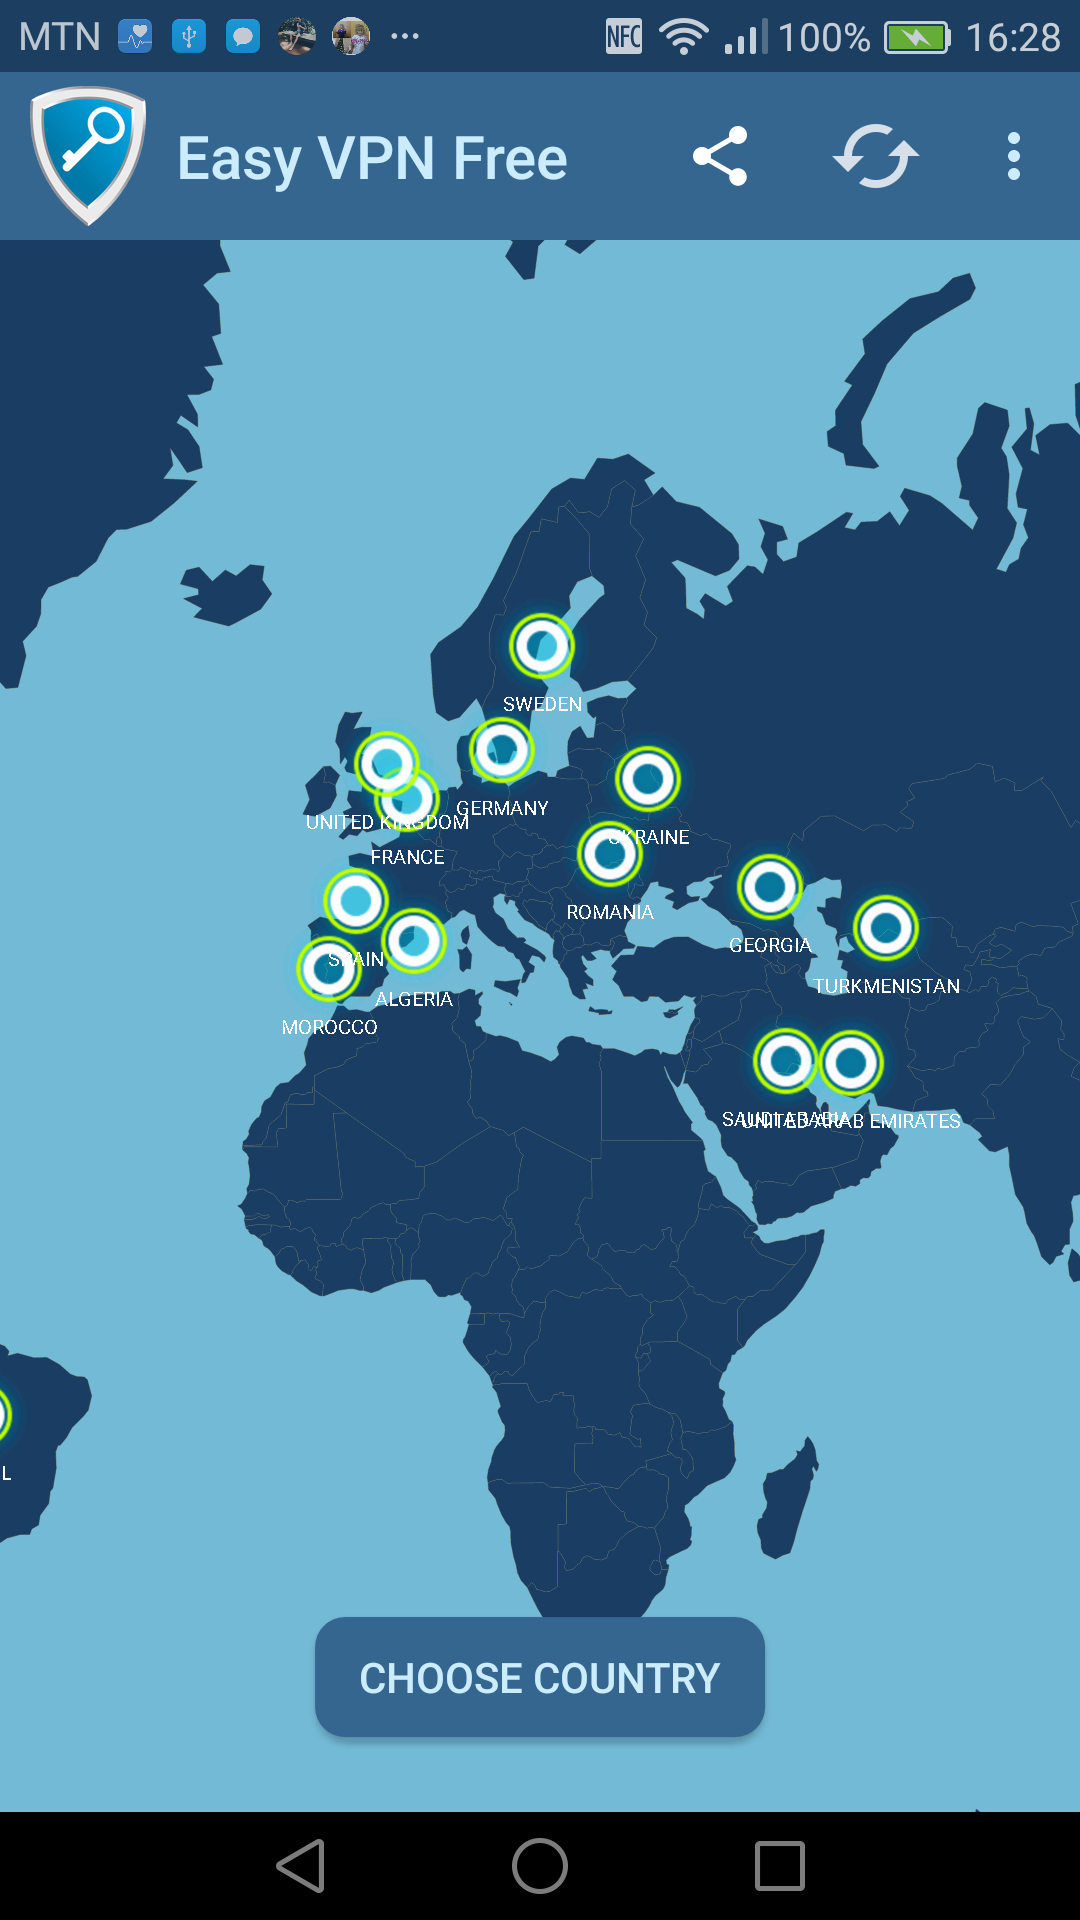 MTN NFC 100% 16:28
Easy VPN Free
SWEDEN
GERMANY
UNITED KINGDOM
UKRAINE
FRANCE
ROMANIA
GEORGIA
SPAIN
TURKMENISTAN
ALGERIA
MOROCCO
SAUDI ARABIA
UNITED ARAB EMIRATES
L
CHOOSE COUNTRY